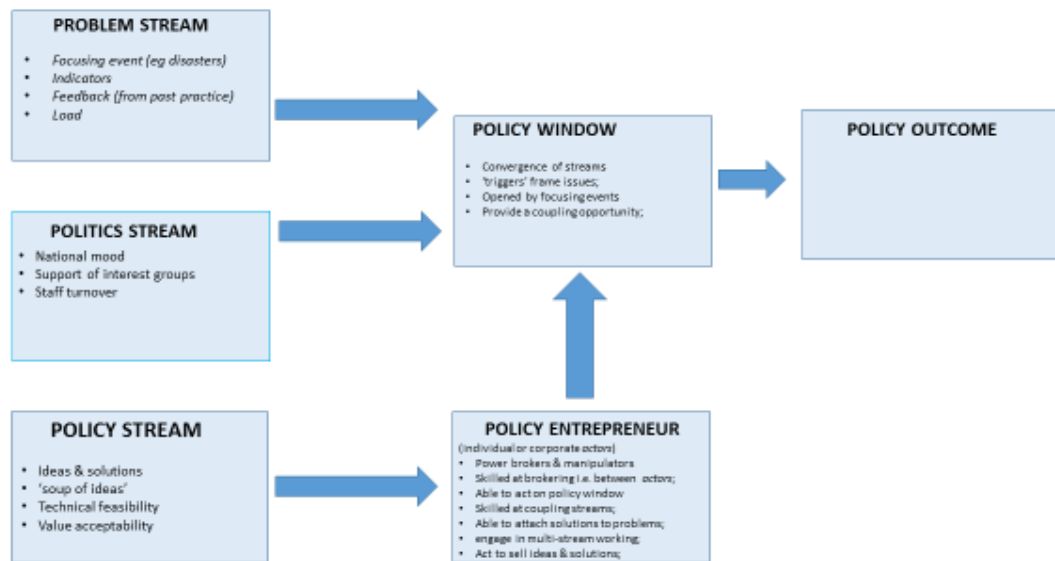 PROBLEM STREAM
• Focusing event (eg disasters)
• Indicators
• Feedback (from past practice)
• Load
POLITICS STREAM
• National mood
• Support of interest groups
• Staff turnover
POLICY STREAM
• Ideas & solutions
• 'soup of ideas'
• Technical feasibility
• Value acceptability
POLICY WINDOW
• Convergence of streams
• 'triggers' frame issues;
• Opened by focusing events
• Provide a coupling opportunity;
POLICY ENTREPRENEUR
(individual or corporate actors)
• Power brokers & manipulators
• Skilled at brokering i.e. between actors;
• Able to act on policy window
• Skilled at coupling streams;
• Able to attach solutions to problems;
• engage in multi-stream working;
• Act to sell ideas & solutions;
POLICY OUTCOME